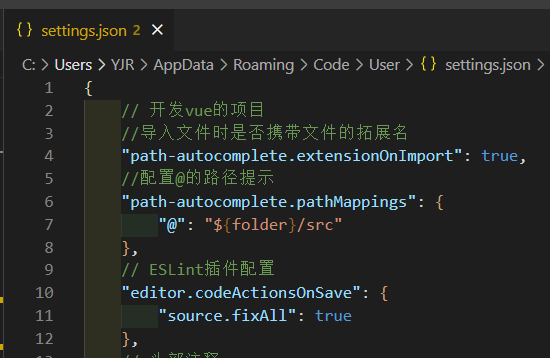 {} settings.json 2 ×
C: > Users > YJR > AppData > Roaming > Code > User > {} settings.json >
1 {
2 // 开发vue的项目
3 //导入文件时是否携带文件的拓展名
4 "path-autocomplete.extensionOnImport": true,
5 //配置@的路径提示
6 "path-autocomplete.pathMappings": {
7 "@": "${folder}/src"
8 },
9 // ESLint插件配置
10 "editor.codeActionsOnSave": {
11 "source.fixAll": true
12 },